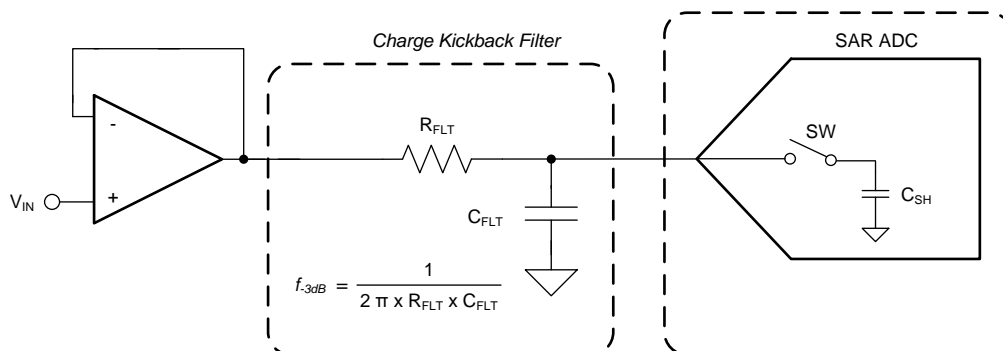 Charge Kickback Filter
SAR ADC
R_FLT
SW
-
+
V_IN
C_FLT
C_SH
f_-3dB = 1 / 2 π x R_FLT x C_FLT